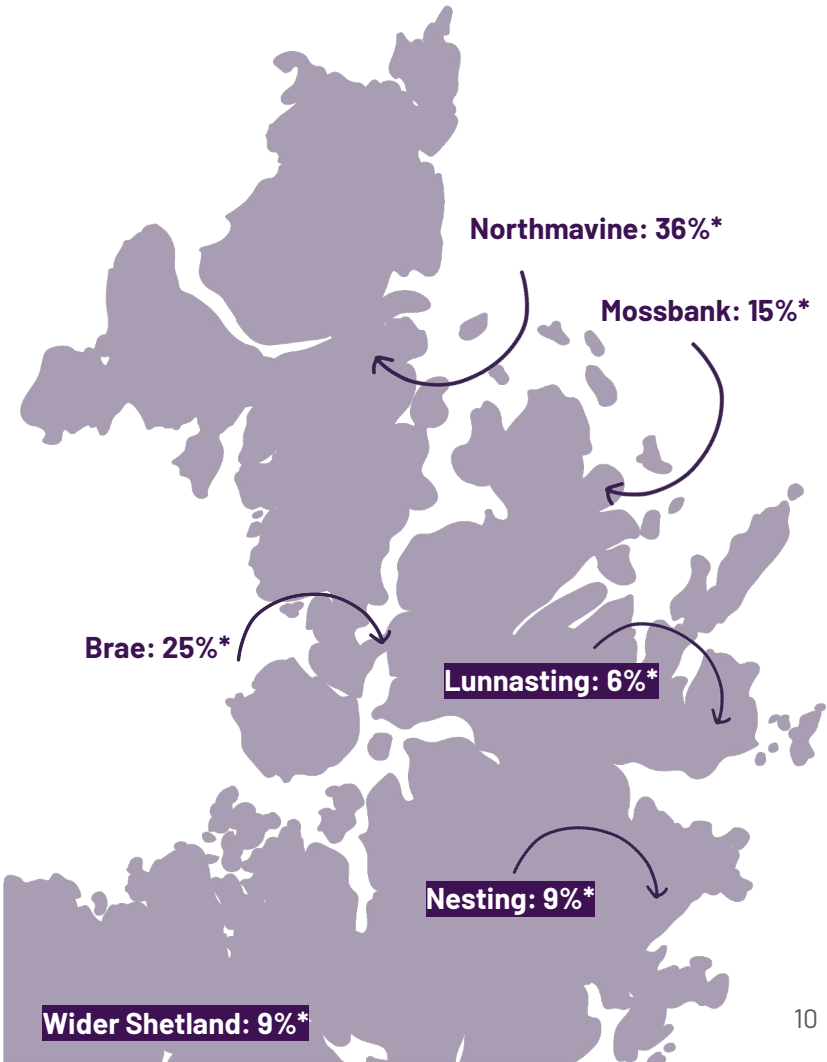 Northmavine: 36%*
Mossbank: 15%*
Brae: 25%*
Lunnasting: 6%*
Nesting: 9%*
Wider Shetland: 9%*
10